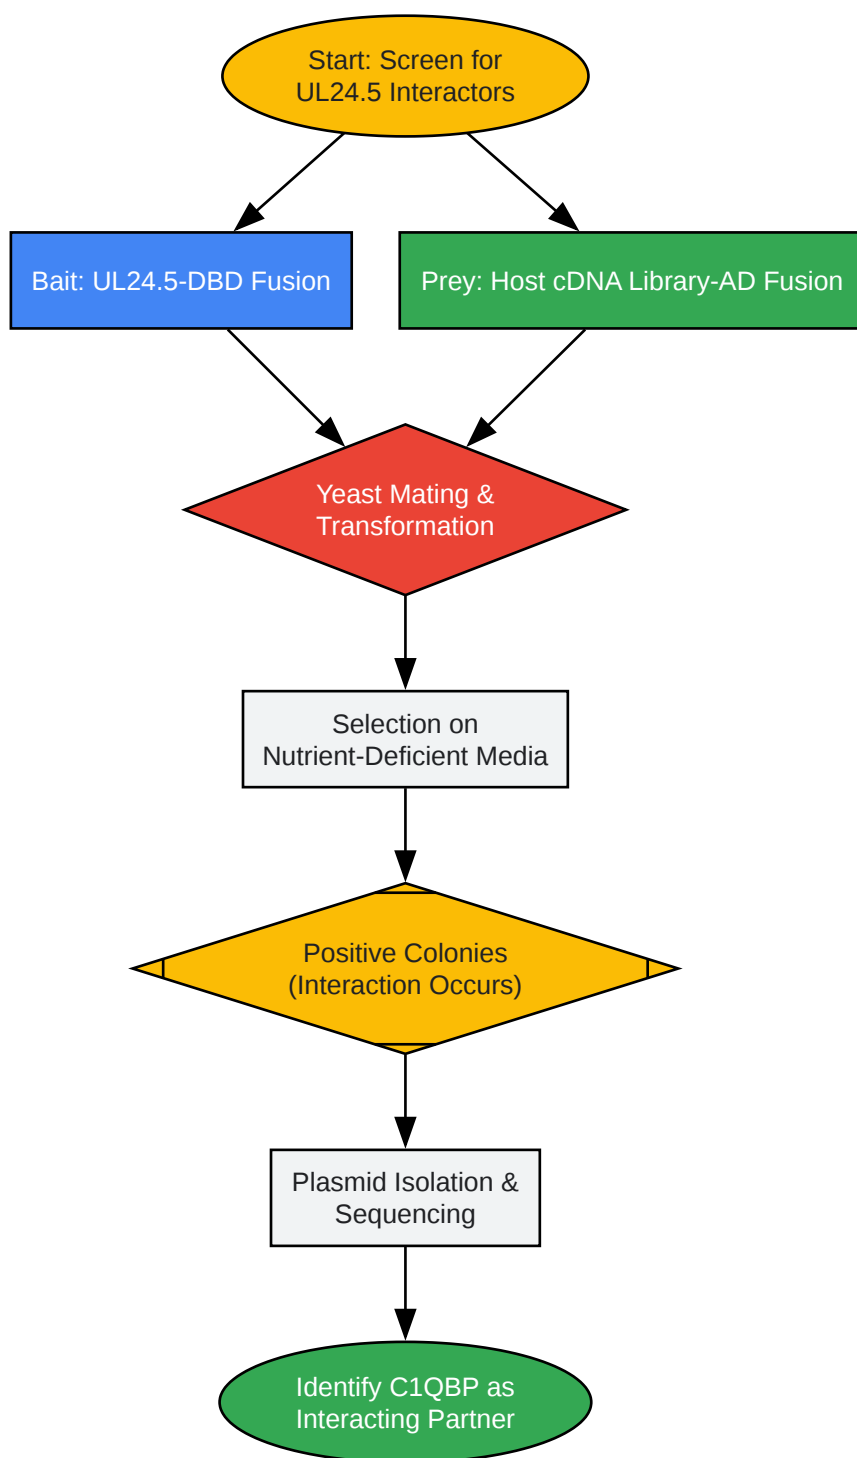 Start: Screen for
UL24.5 Interactors
Bait: UL24.5-DBD Fusion
Prey: Host cDNA Library-AD Fusion
Yeast Mating &
Transformation
Selection on
Nutrient-Deficient Media
Positive Colonies
(Interaction Occurs)
Plasmid Isolation &
Sequencing
Identify C1QBP as
Interacting Partner